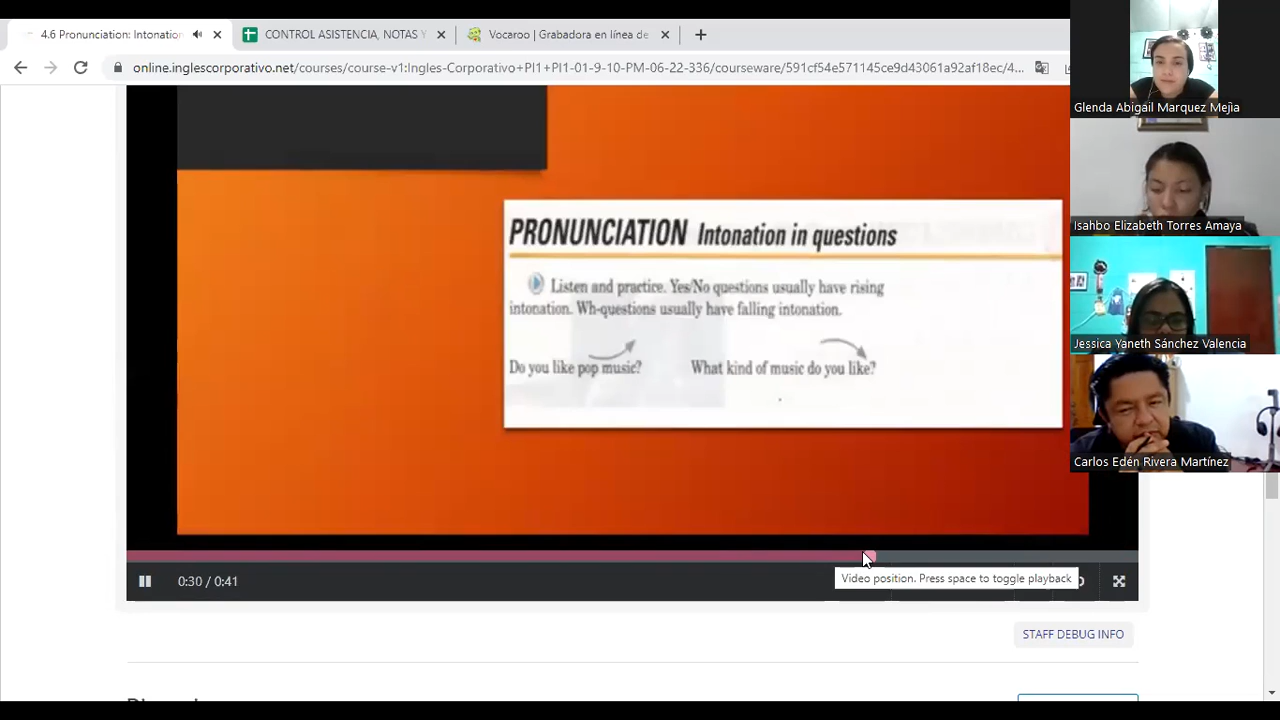 4.6 Pronunciation: Intonation
CONTROL ASISTENCIA, NOTAS Y
Vocaroo | Grabadora en línea de
online.inglescorporativo.net/courses/course-v1:Ingles-Corporativo+PI1+PI1-01-9-10-PM-06-22-336/courseware/591cf54e571145ce9d43061a92af18ec/4...
Glenda Abigail Marquez Mejia
Isahbo Elizabeth Torres Amaya
Jessica Yaneth Sánchez Valencia
Carlos Edén Rivera Martínez
PRONUNCIATION Intonation in questions
Listen and practice. Yes/No questions usually have rising
intonation. Wh-questions usually have falling intonation.
Do you like pop music? What kind of music do you like?
0:30 / 0:41
Video position. Press space to toggle playback
STAFF DEBUG INFO